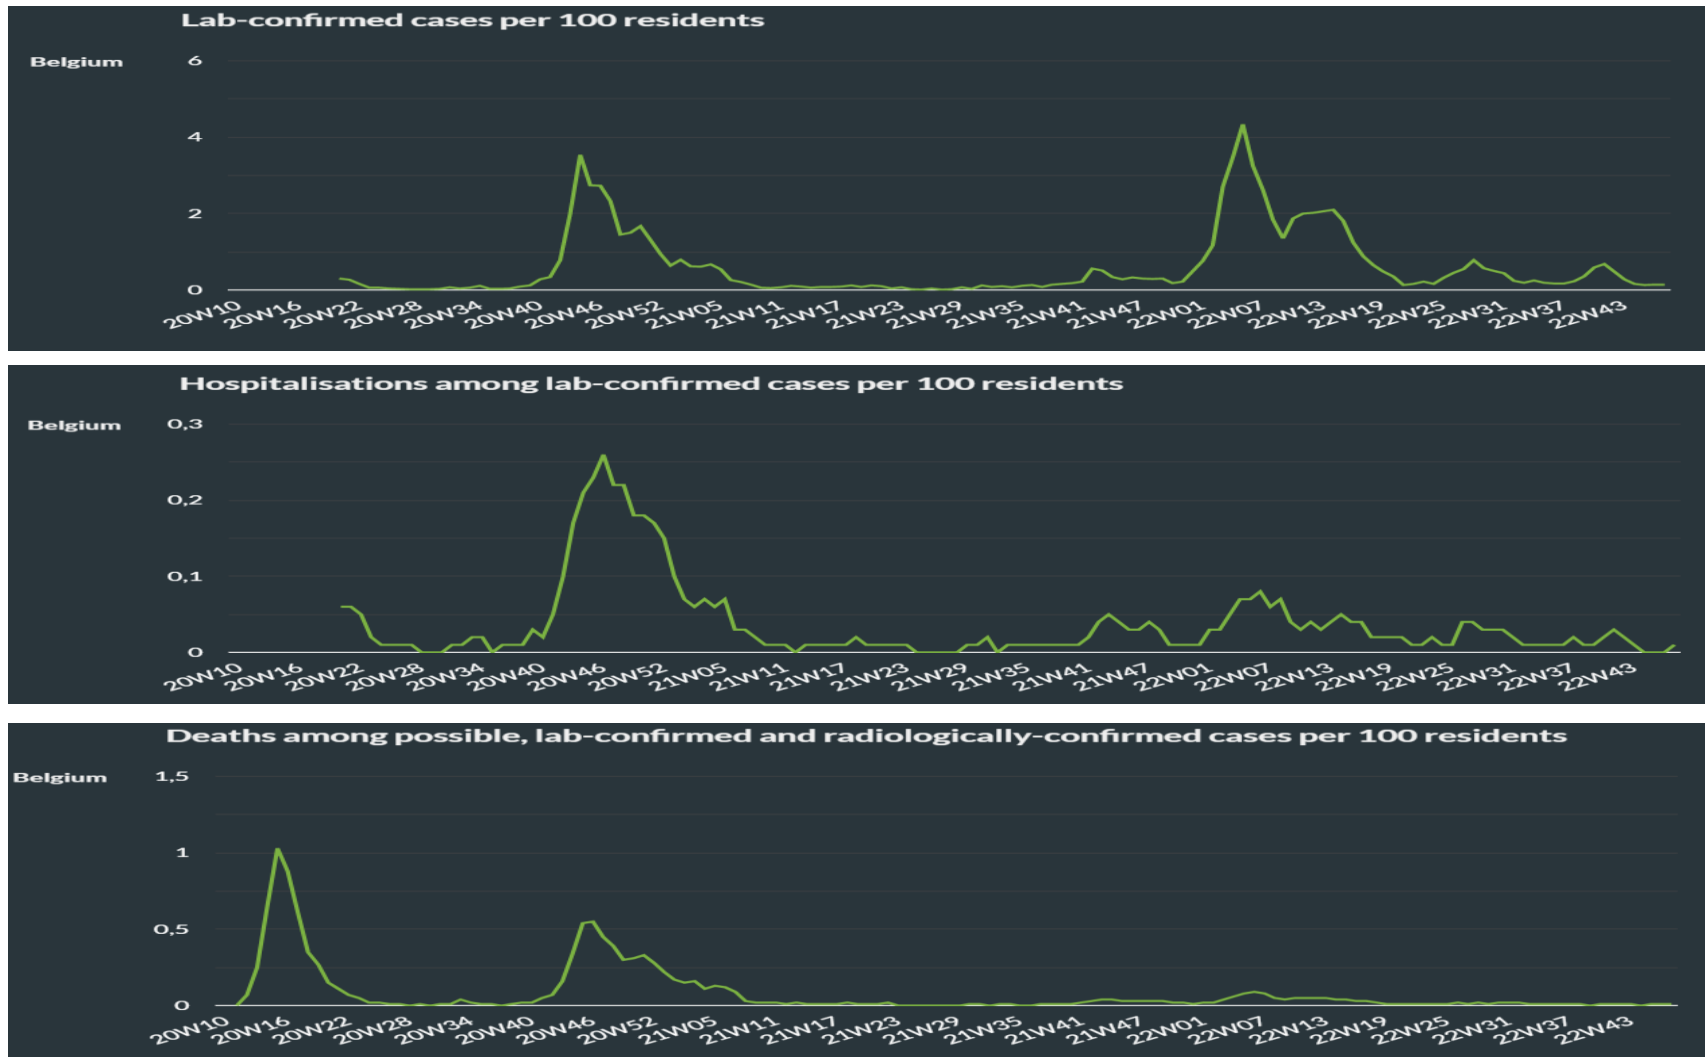 Lab-confirmed cases per 100 residents
Belgium
6
4
2
0
20W10 20W16 20W22 20W28 20W34 20W40 20W46 20W52 21W05 21W11 21W17 21W23 21W29 21W35 21W41 21W47 22W01 22W07 22W13 22W19 22W25 22W31 22W37 22W43
Hospitalisations among lab-confirmed cases per 100 residents
Belgium
0,3
0,2
0,1
0
20W10 20W16 20W22 20W28 20W34 20W40 20W46 20W52 21W05 21W11 21W17 21W23 21W29 21W35 21W41 21W47 22W01 22W07 22W13 22W19 22W25 22W31 22W37 22W43
Deaths among possible, lab-confirmed and radiologically-confirmed cases per 100 residents
Belgium
1,5
1
0,5
0
20W10 20W16 20W22 20W28 20W34 20W40 20W46 20W52 21W05 21W11 21W17 21W23 21W29 21W35 21W41 21W47 22W01 22W07 22W13 22W19 22W25 22W31 22W37 22W43